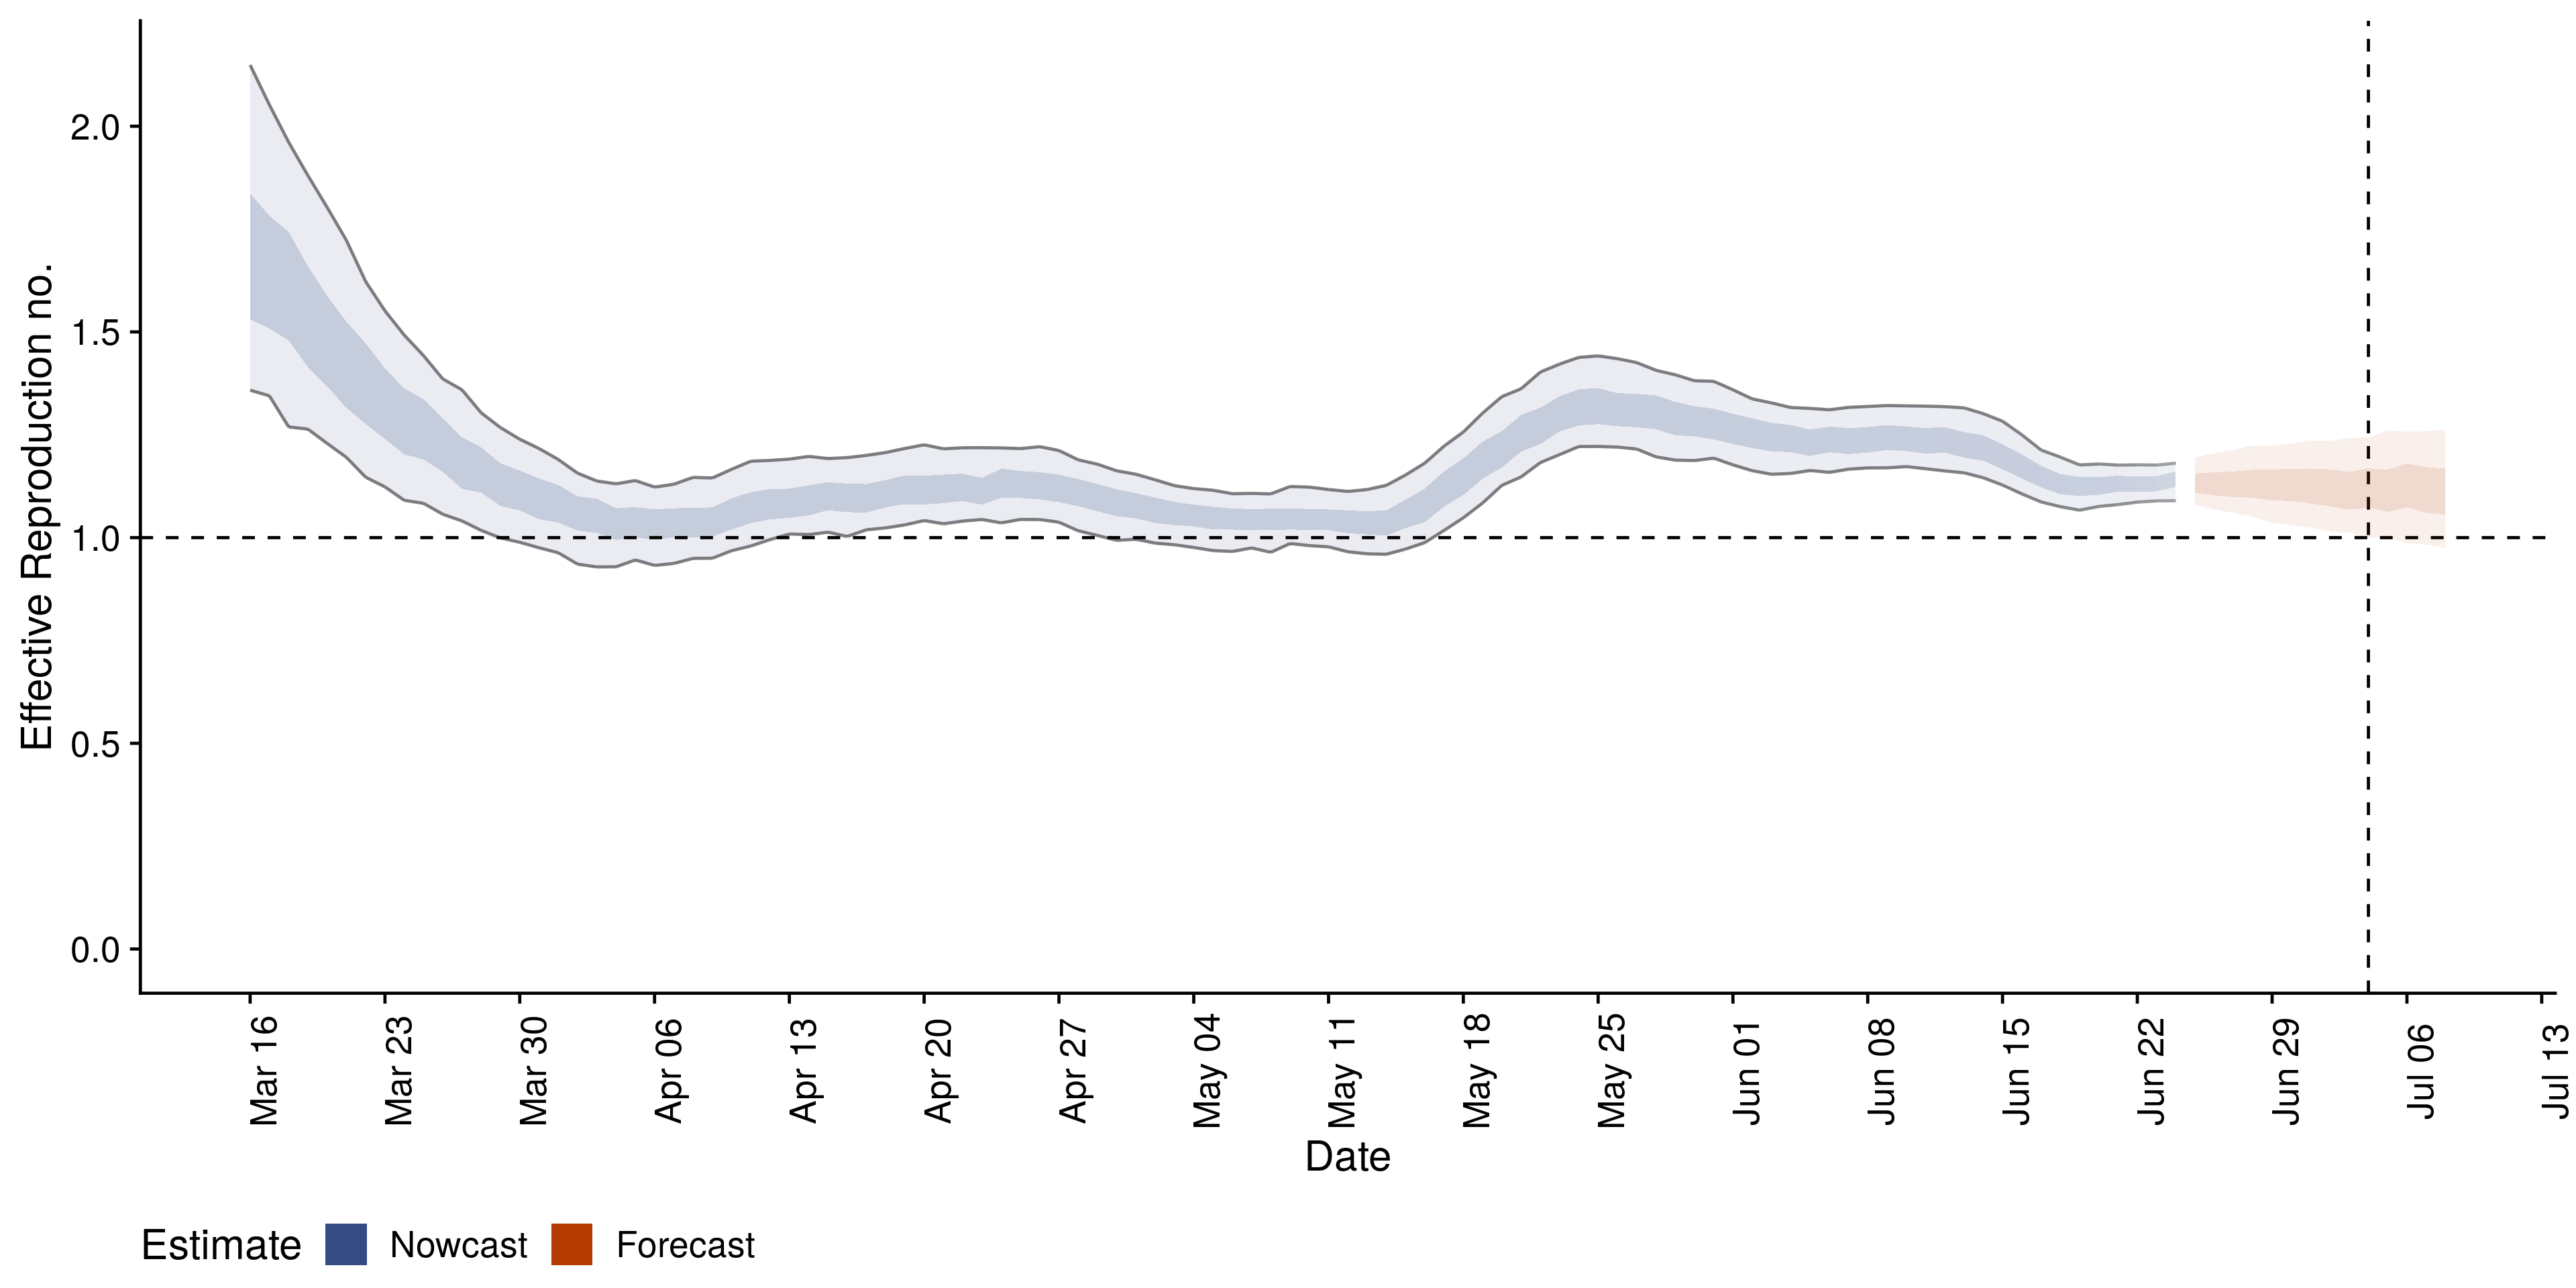 Effective Reproduction no.
2.0
1.5
1.0
0.5
0.0
Mar 16
Mar 23
Mar 30
Apr 06
Apr 13
Apr 20
Apr 27
May 04
May 11
May 18
May 25
Jun 01
Jun 08
Jun 15
Jun 22
Jun 29
Jul 06
Jul 13
Date
Estimate Nowcast Forecast